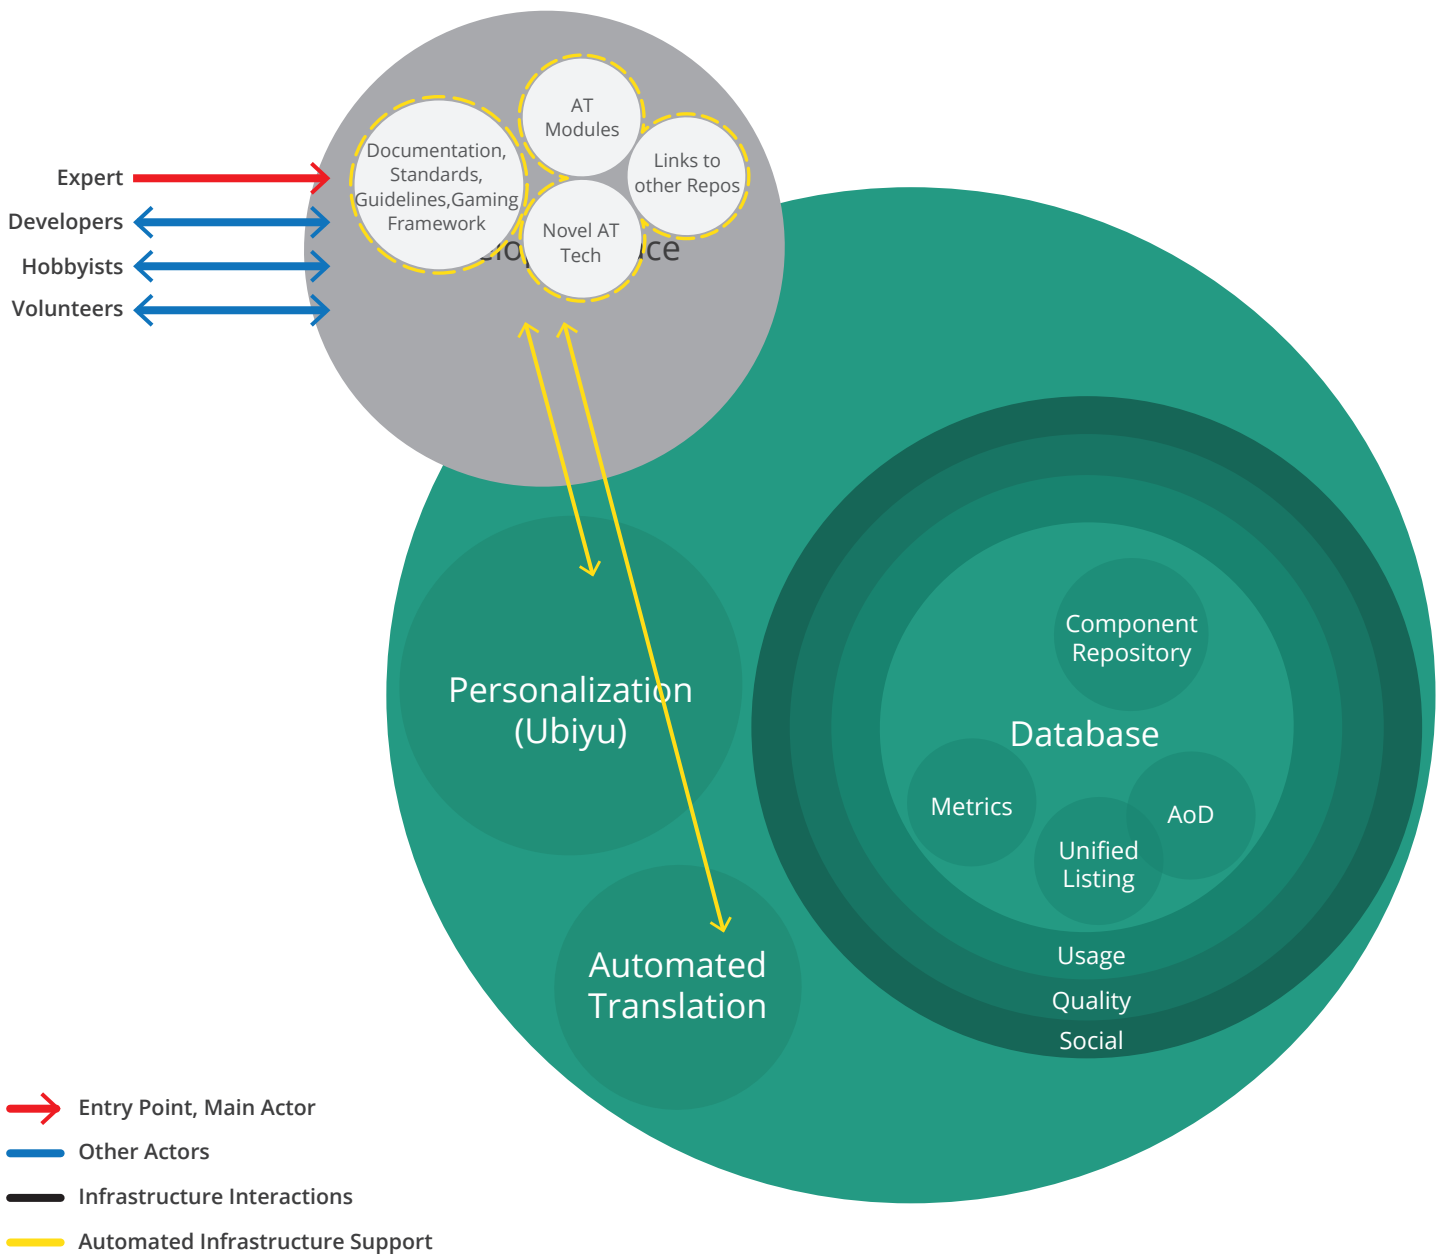 AT
Modules
Documentation,
Standards,
Guidelines,Gaming
Framework
Links to
other Repos
Novel AT
Tech
Expert
Developers
Hobbyists
Volunteers
Personalization
(Ubiyu)
Automated
Translation
Component
Repository
Database
Metrics
AoD
Unified
Listing
Usage
Quality
Social
Entry Point, Main Actor
Other Actors
Infrastructure Interactions
Automated Infrastructure Support